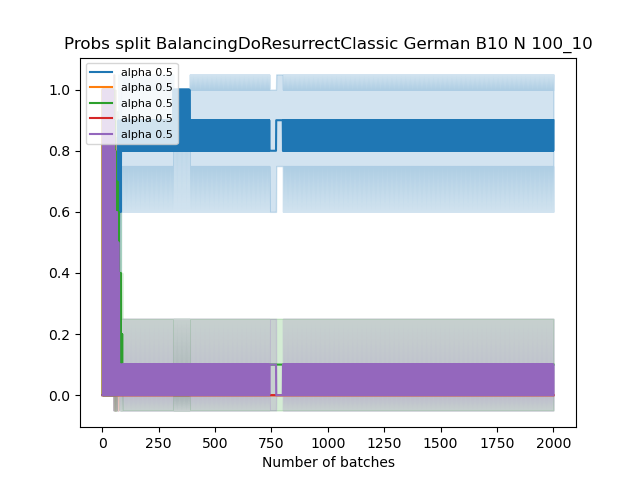 Probs split BalancingDoResurrectClassic German B10 N 100_10
alpha 0.5
alpha 0.5
alpha 0.5
alpha 0.5
alpha 0.5
1.0
0.8
0.6
0.4
0.2
0.0
0 250 500 750 1000 1250 1500 1750 2000
Number of batches